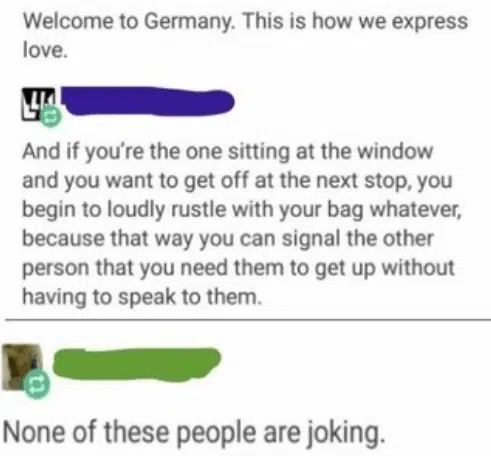 Welcome to Germany. This is how we express
love.
And if you're the one sitting at the window
and you want to get off at the next stop, you
begin to loudly rustle with your bag whatever,
because that way you can signal the other
person that you need them to get up without
having to speak to them.
None of these people are joking.